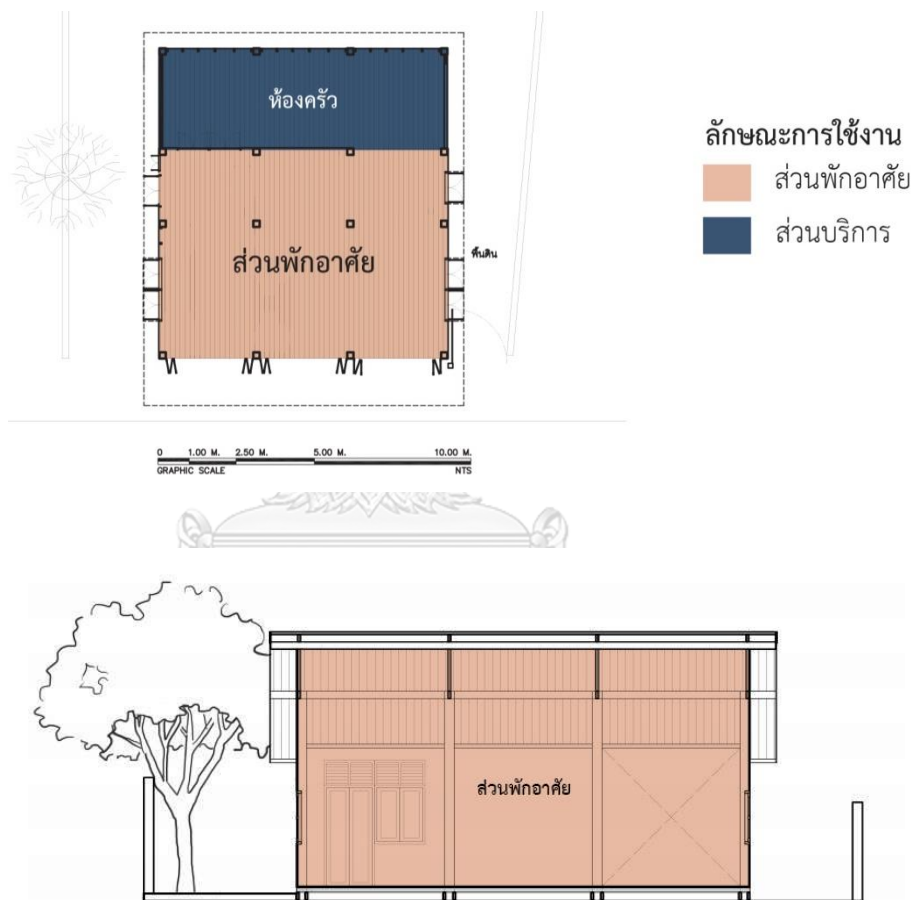 ห้องครัว
ส่วนพักอาศัย
พื้นดิน
ลักษณะการใช้งาน
ส่วนพักอาศัย
ส่วนบริการ
0 1.00 M. 2.50 M. 5.00 M. 10.00 M.
GRAPHIC SCALE NTS
ส่วนพักอาศัย